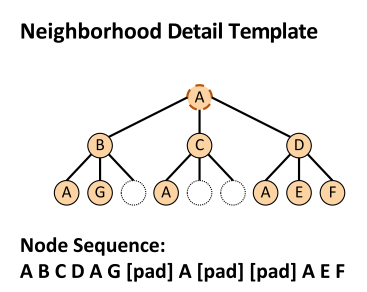 Neighborhood Detail Template
A
B C D
A G A A E F
Node Sequence:
A B C D A G [pad] A [pad] [pad] A E F